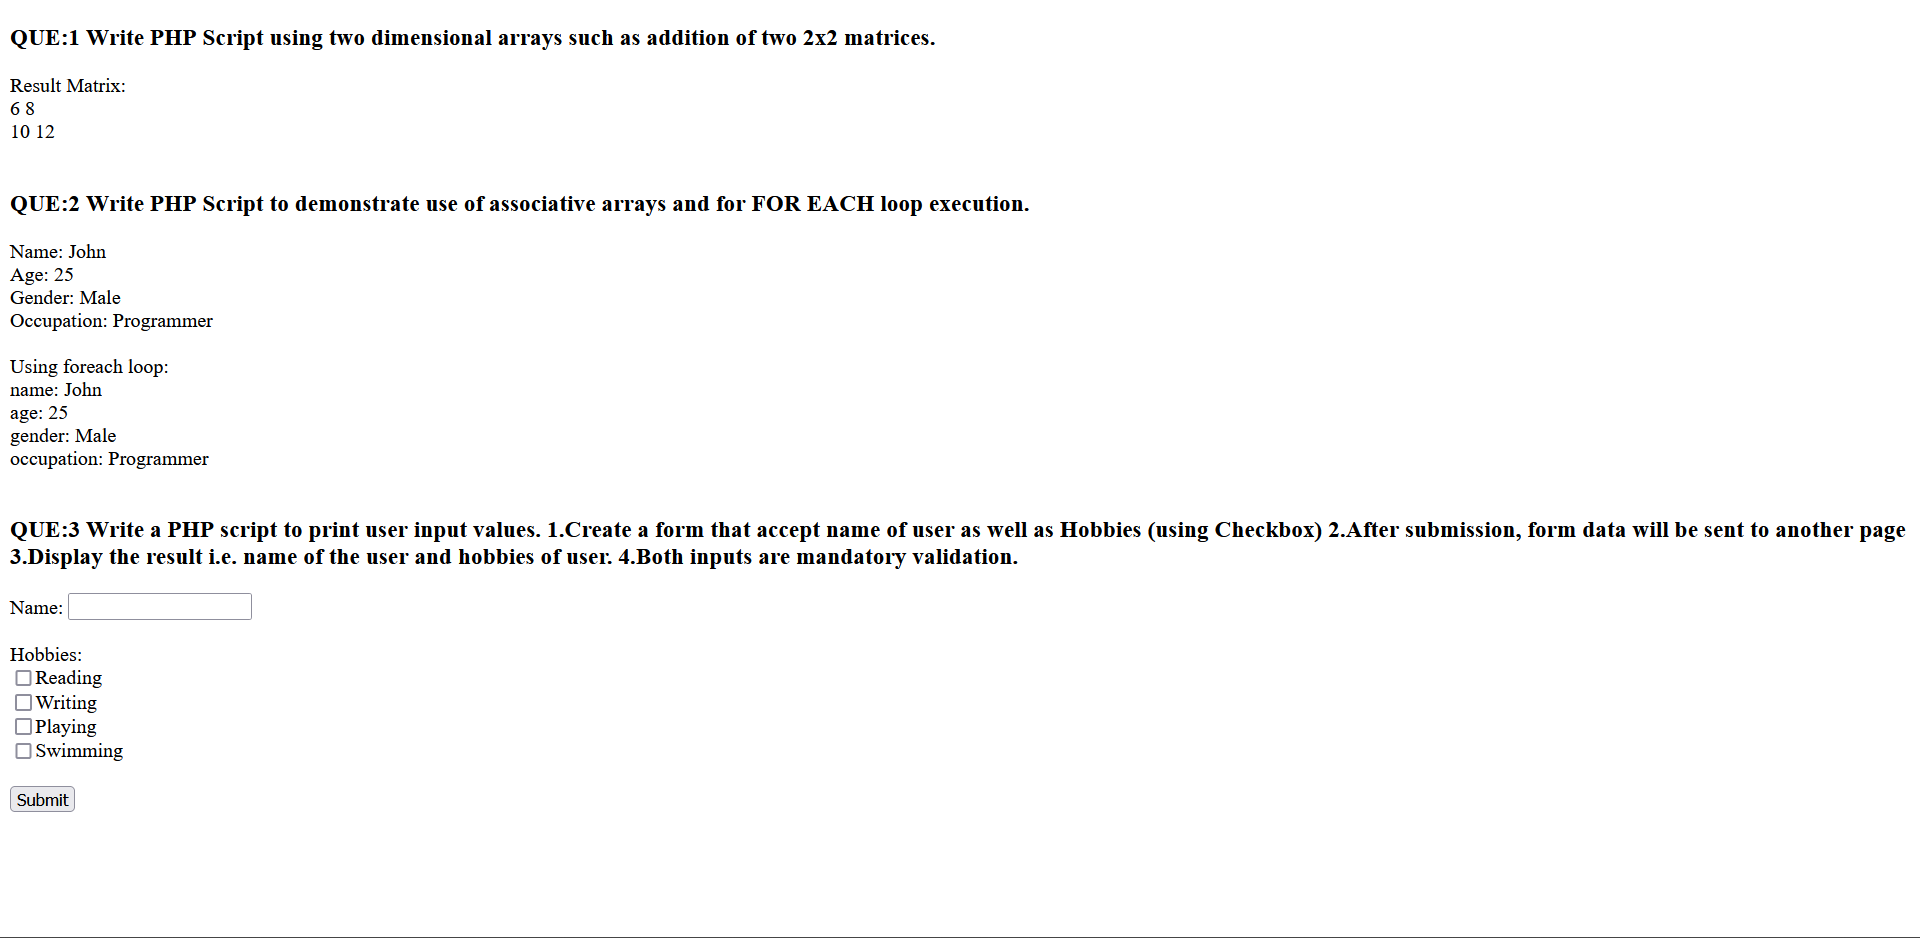 QUE:1 Write PHP Script using two dimensional arrays such as addition of two 2x2 matrices.
Result Matrix:
6 8
10 12
QUE:2 Write PHP Script to demonstrate use of associative arrays and for FOR EACH loop execution.
Name: John
Age: 25
Gender: Male
Occupation: Programmer
Using foreach loop:
name: John
age: 25
gender: Male
occupation: Programmer
QUE:3 Write a PHP script to print user input values. 1.Create a form that accept name of user as well as Hobbies (using Checkbox) 2.After submission, form data will be sent to another page
3.Display the result i.e. name of the user and hobbies of user. 4.Both inputs are mandatory validation.
Name:
Hobbies:
Reading
Writing
Playing
Swimming
Submit